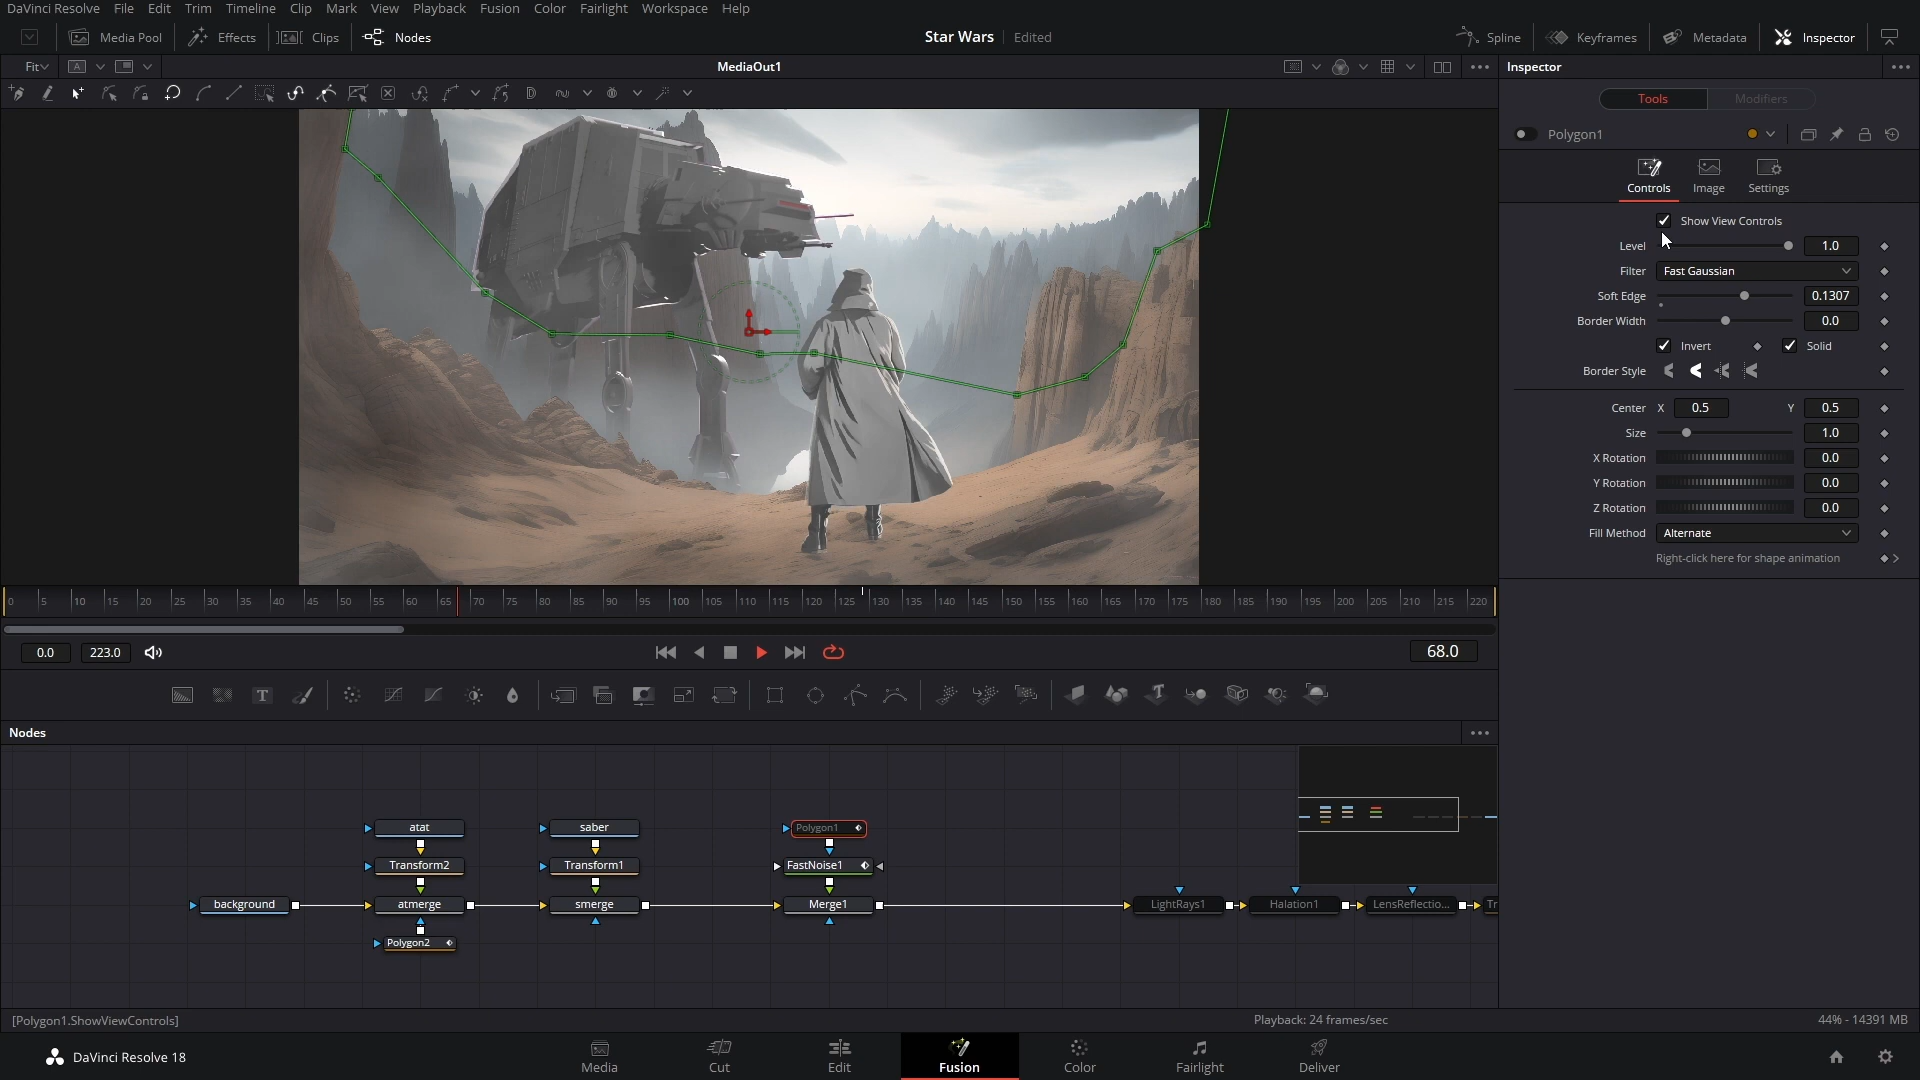 DaVinci Resolve File Edit Trim Timeline Clip Mark View Playback Fusion Color Fairlight Workspace Help
Media Pool Effects Clips Nodes Star Wars Edited Spline Keyframes Metadata Inspector
Fit A MediaOut1 Inspector
Tools Modifiers
Polygon1
Controls Image Settings
Show View Controls
Level 1.0
Filter Fast Gaussian
Soft Edge 0.1307
Border Width 0.0
Invert Solid
Border Style
Center X 0.5 Y 0.5
Size 1.0
X Rotation 0.0
Y Rotation 0.0
Z Rotation 0.0
Fill Method Alternate
Right-click here for shape animation
0 5 10 15 20 25 30 35 40 45 50 55 60 65 70 75 80 85 90 95 100 105 110 115 120 125 130 135 140 145 150 155 160 165 170 175 180 185 190 195 200 205 210 215 220
0.0 223.0 68.0
Nodes
atat saber Polygon1
Transform2 Transform1 FastNoise1
background atmerge smerge Merge1 LightRays1 Halation1 LensReflectio... Tr
Polygon2
[Polygon1.ShowViewControls] Playback: 24 frames/sec 44% - 14391 MB
DaVinci Resolve 18 Media Cut Edit Fusion Color Fairlight Deliver